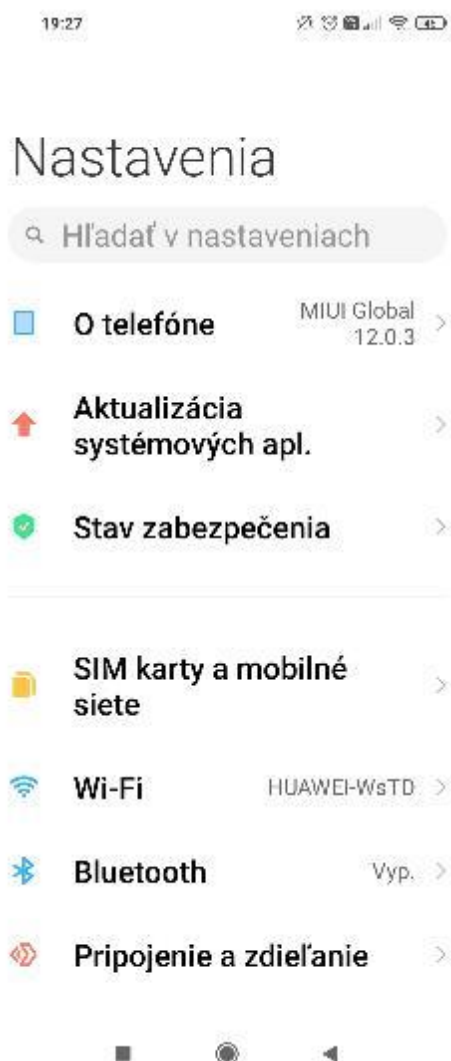 19:27
Nastavenia
Hľadať v nastaveniach
O telefóne
MIUI Global
12.0.3
Aktualizácia
systémových apl.
Stav zabezpečenia
SIM karty a mobilné
siete
Wi-Fi
HUAWEI-WsTD
Bluetooth
Vyp.
Pripojenie a zdieľanie